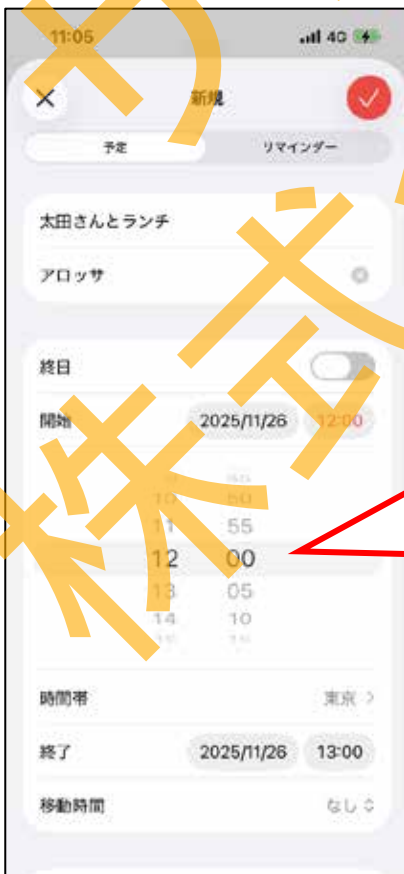 11:05 4G
新規
予定 リマインダー
太田さんとランチ
アロッサ
終日
開始 2025/11/26 12:00
10 50
11 55
12 00
13 05
14 10
時間帯 東京
終了 2025/11/26 13:00
移動時間 なし
株式